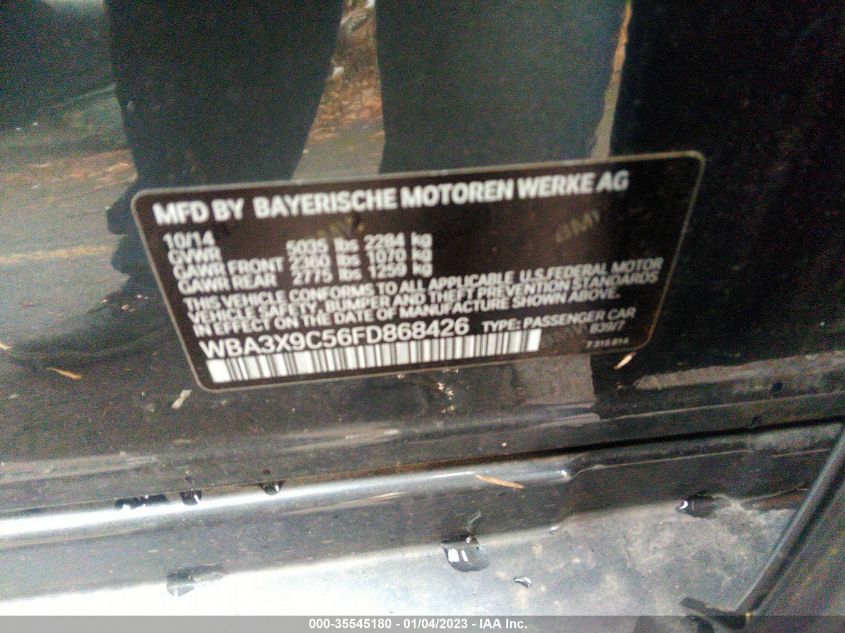 MFD BY BAYERISCHE MOTOREN WERKE AG
10/14
GVWR 5035 lbs 2284 kg
GAWR FRONT 2360 lbs 1070 kg
GAWR REAR 2775 lbs 1259 kg
THIS VEHICLE CONFORMS TO ALL APPLICABLE U.S.FEDERAL MOTOR
VEHICLE SAFETY, BUMPER AND THEFT PREVENTION STANDARDS
IN EFFECT ON THE DATE OF MANUFACTURE SHOWN ABOVE.
WBA3X9C56FD868426 TYPE: PASSENGER CAR
000-35545180 - 01/04/2023 - IAA Inc.